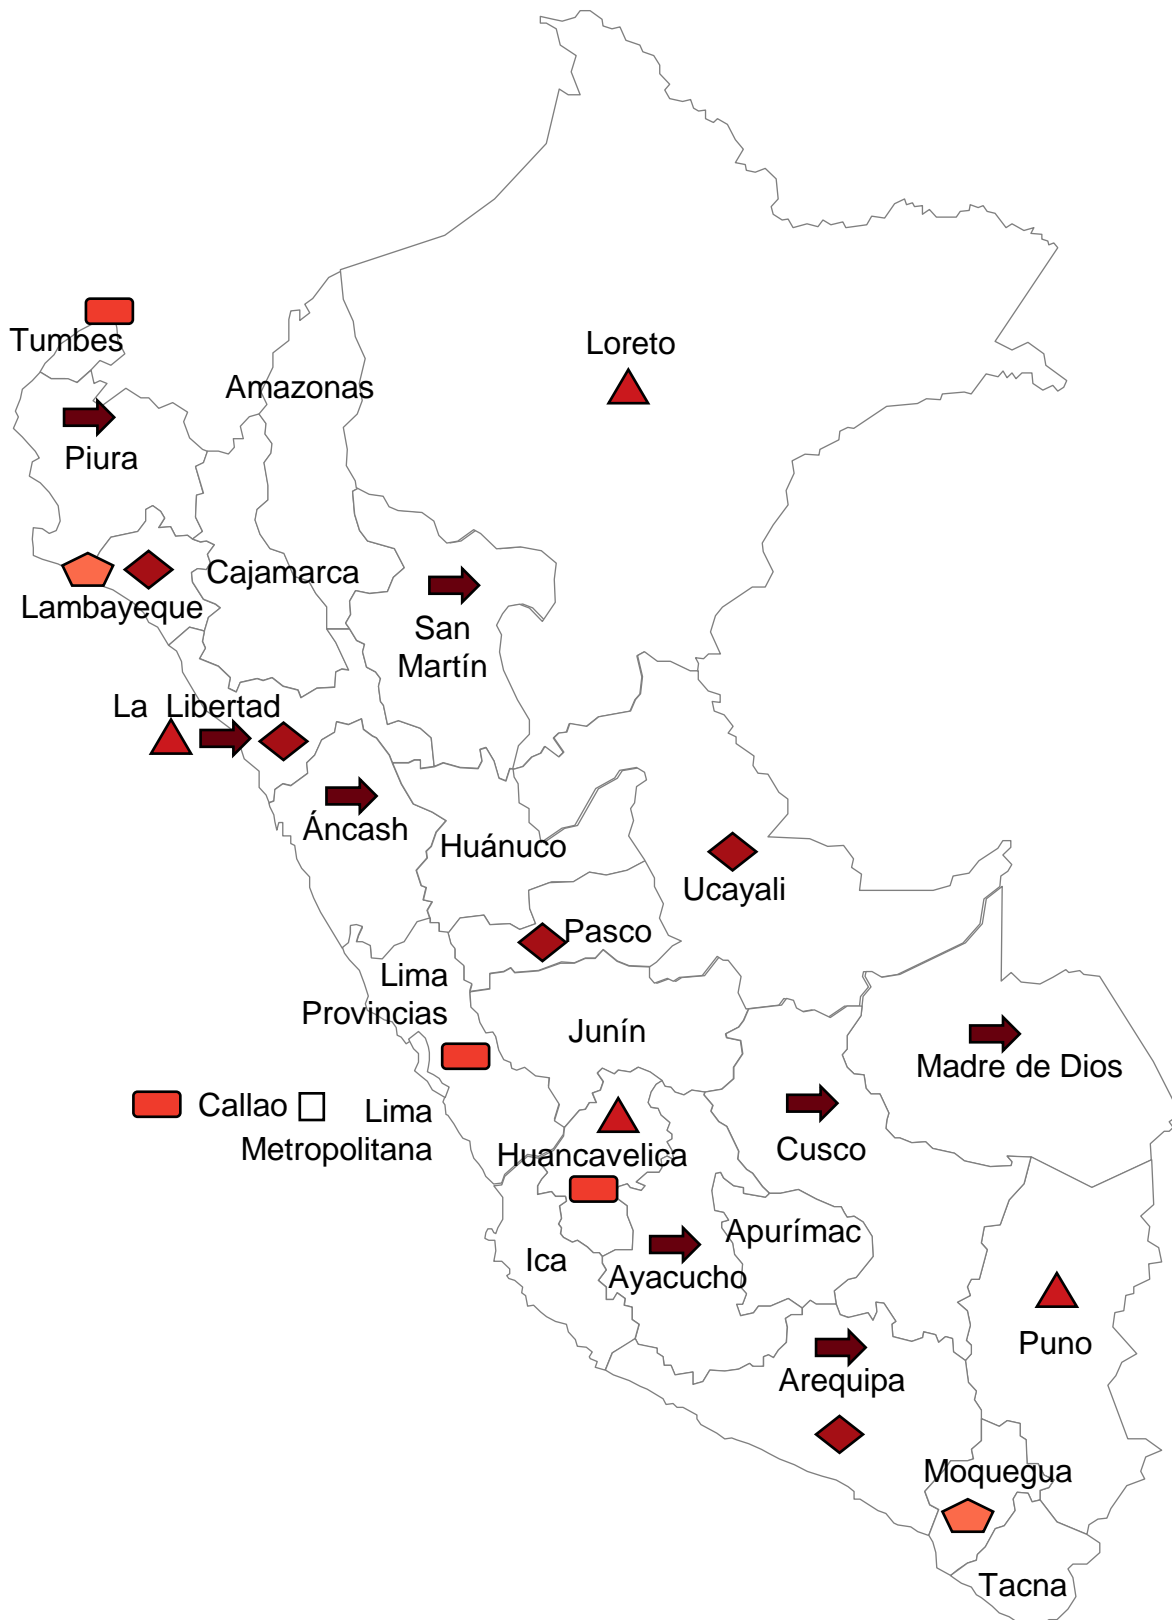 Loreto
Tumbes
Amazonas
Piura
Cajamarca
Lambayeque
San
Martín
La Libertad
Áncash
Huánuco
Ucayali
Pasco
Lima
Provincias
Junín
Madre de Dios
Callao
Lima
Metropolitana
Huancavelica
Cusco
Apurímac
Ica
Ayacucho
Puno
Arequipa
Moquegua
Tacna